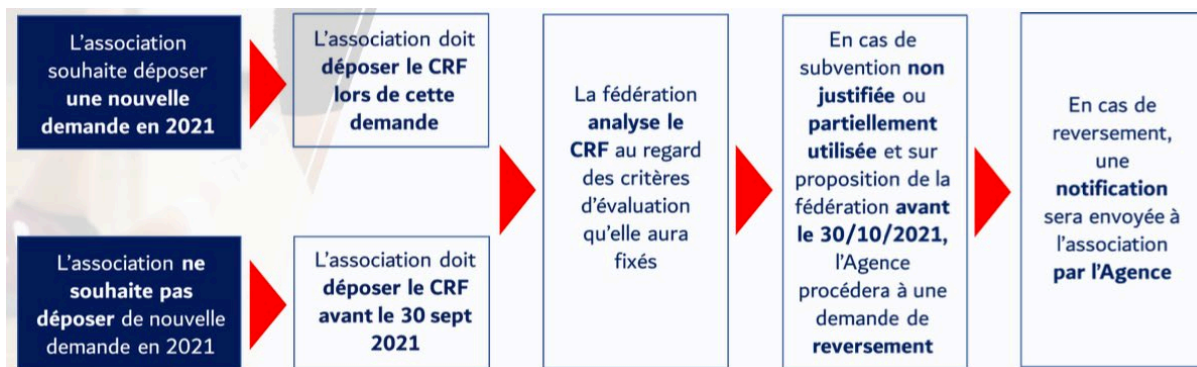 L'association
souhaite déposer
une nouvelle
demande en 2021
L'association doit
déposer le CRF
lors de cette
demande
L'association ne
souhaite pas
déposer de nouvelle
demande en 2021
L'association doit
déposer le CRF
avant le 30 sept
2021
La fédération
analyse le
CRF au regard
des critères
d'évaluation
qu'elle aura
fixés
En cas de
subvention non
justifiée ou
partiellement
utilisée et sur
proposition de la
fédération avant
le 30/10/2021,
l'Agence
procédera à une
demande de
reversement
En cas de
reversement,
une
notification
sera envoyée à
l'association
par l'Agence